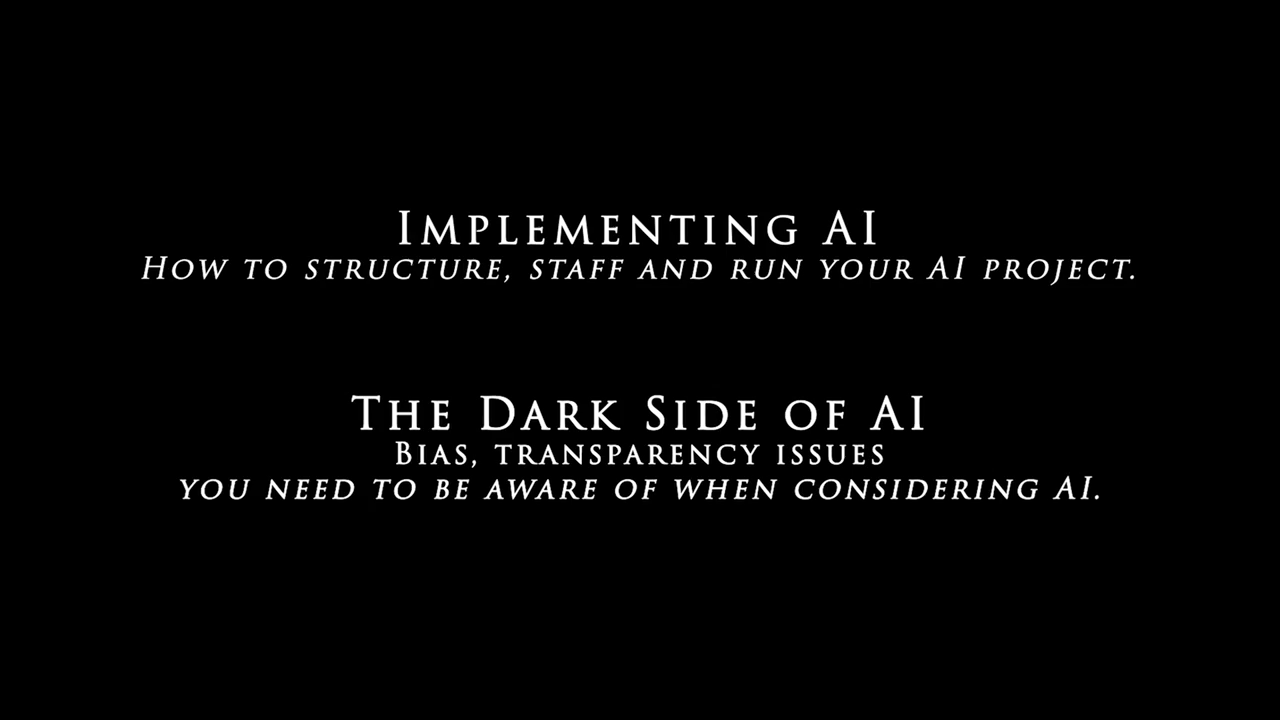 Implementing AI
How to structure, staff and run your AI project.
The Dark Side of AI
Bias, transparency issues
you need to be aware of when considering AI.